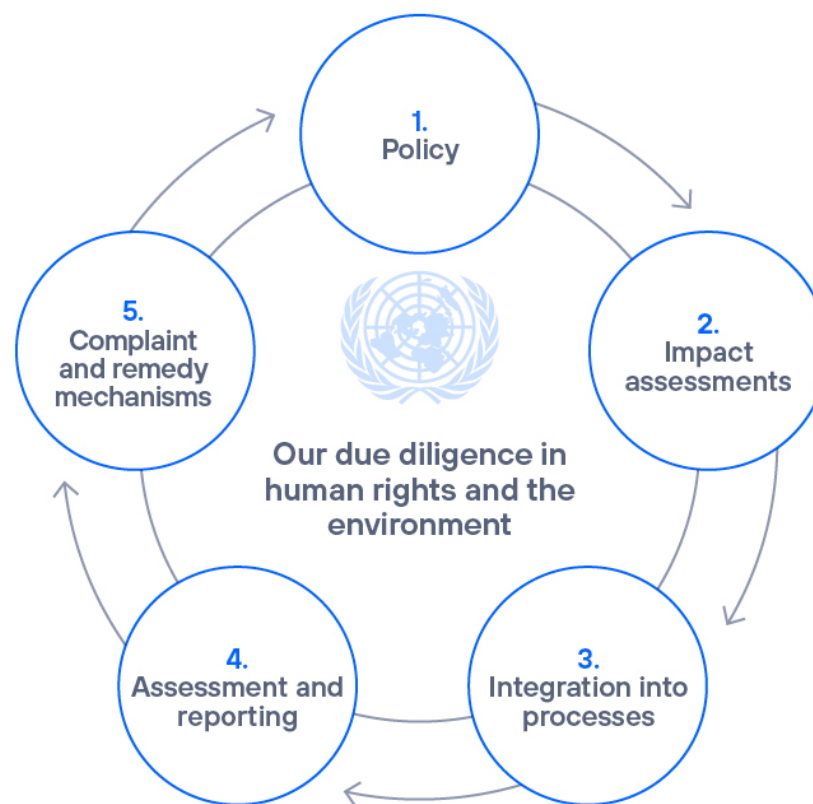 1.
Policy
2.
Impact
assessments
3.
Integration into
processes
4.
Assessment and
reporting
5.
Complaint
and remedy
mechanisms
Our due diligence in
human rights and the
environment